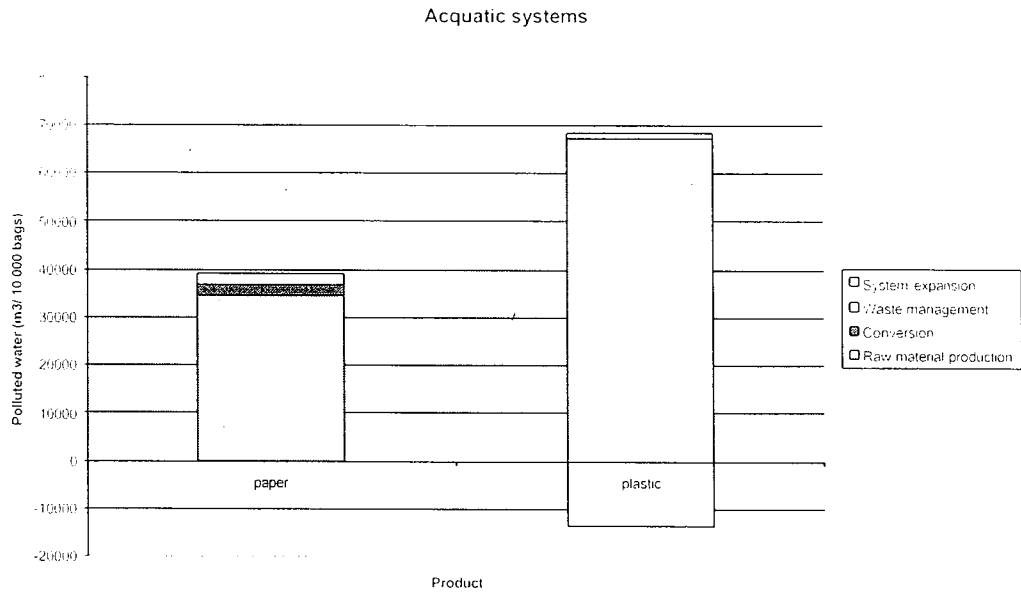 Acquatic systems
Polluted water (m3/ 10 000 bags)
70000
60000
50000
40000
30000
20000
10000
0
-10000
-20000
paper
plastic
Product
System expansion
Waste management
Conversion
Raw material production